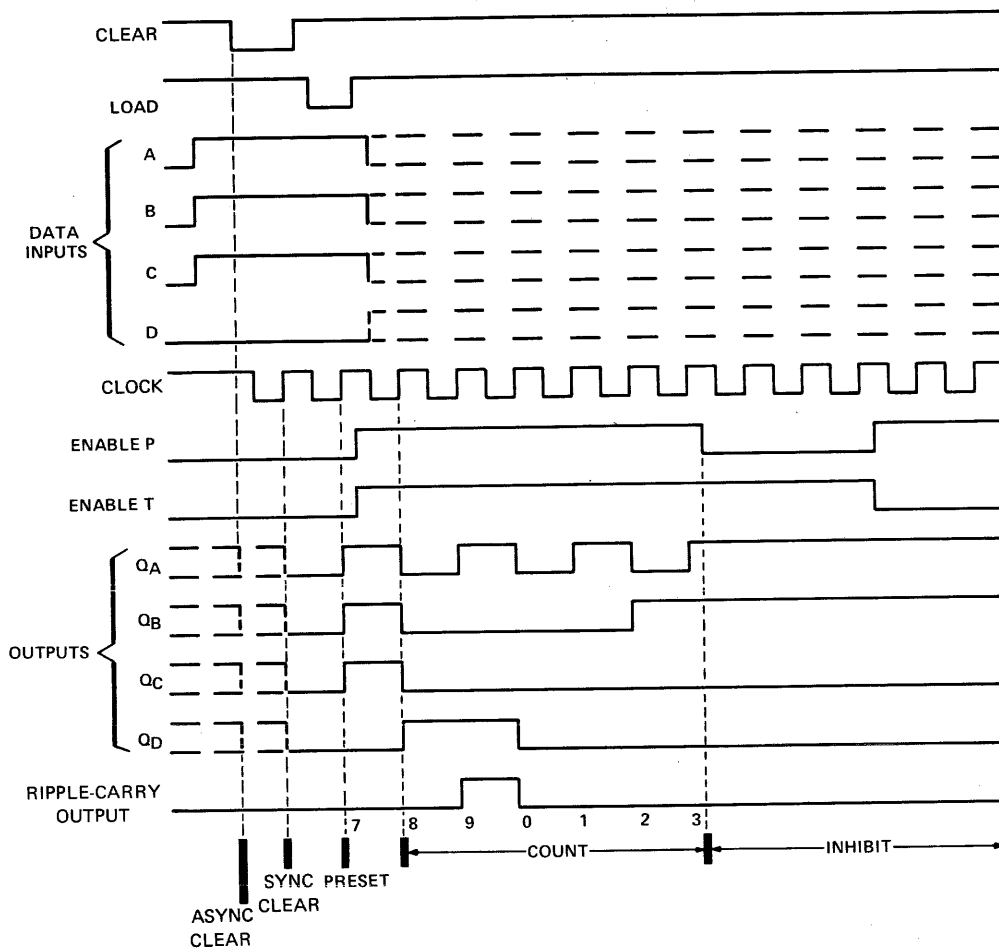 CLEAR
LOAD
A
B
DATA
INPUTS
C
D
CLOCK
ENABLE P
ENABLE T
QA
QB
OUTPUTS
QC
QD
RIPPLE-CARRY
OUTPUT
7 8 9 0 1 2 3
COUNT
INHIBIT
SYNC
CLEAR
PRESET
ASYNC
CLEAR